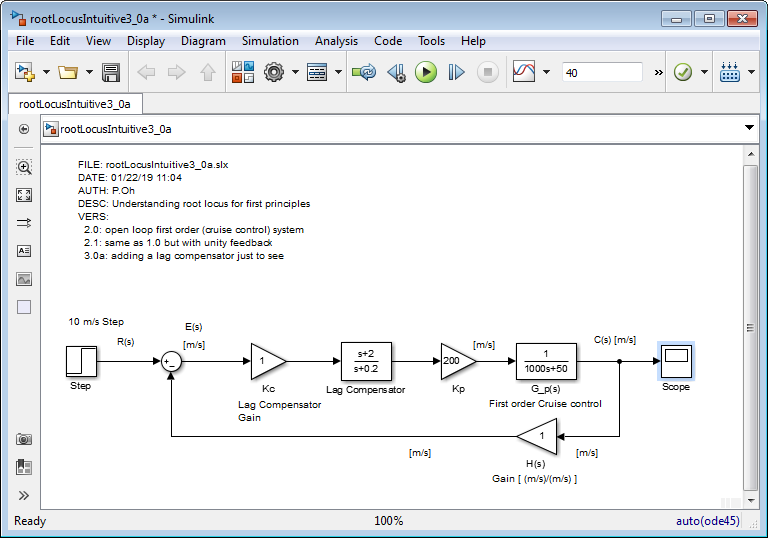 rootLocusIntuitive3_0a * - Simulink
File Edit View Display Diagram Simulation Analysis Code Tools Help
40 »
rootLocusIntuitive3_0a
rootLocusIntuitive3_0a
FILE: rootLocusIntuitive3_0a.slx
DATE: 01/22/19 11:04
AUTH: P.Oh
DESC: Understanding root locus for first principles
VERS:
2.0: open loop first order (cruise control) system
2.1: same as 1.0 but with unity feedback
3.0a: adding a lag compensator just to see
10 m/s Step
R(s)
E(s)
[m/s]
[m/s]
C(s) [m/s]
Step
+
-
1
Kc
Lag Compensator
Gain
s+2
s+0.2
Lag Compensator
200
Kp
1
1000s+50
G_p(s)
First order Cruise control
Scope
1
[m/s]
[m/s]
H(s)
Gain [ (m/s)/(m/s) ]
Ready 100% auto(ode45)